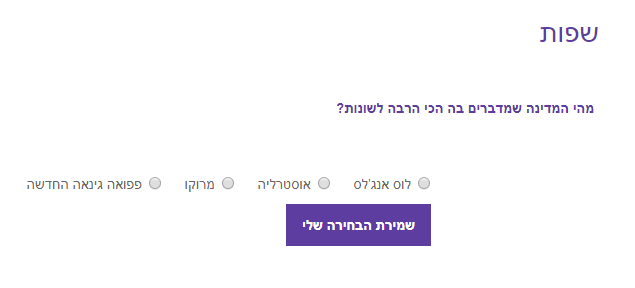 שפות
מהי המדינה שמדברים בה הכי הרבה לשונות?
לוס אנג'לס אוסטרליה מרוקו פפואה גינאה החדשה
שמירת הבחירה שלי